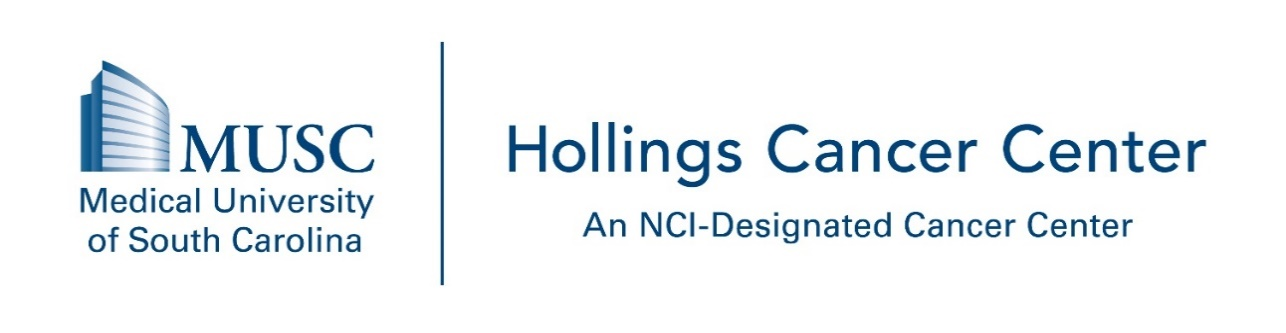 MUSC
Medical University
of South Carolina
Hollings Cancer Center
An NCI-Designated Cancer Center